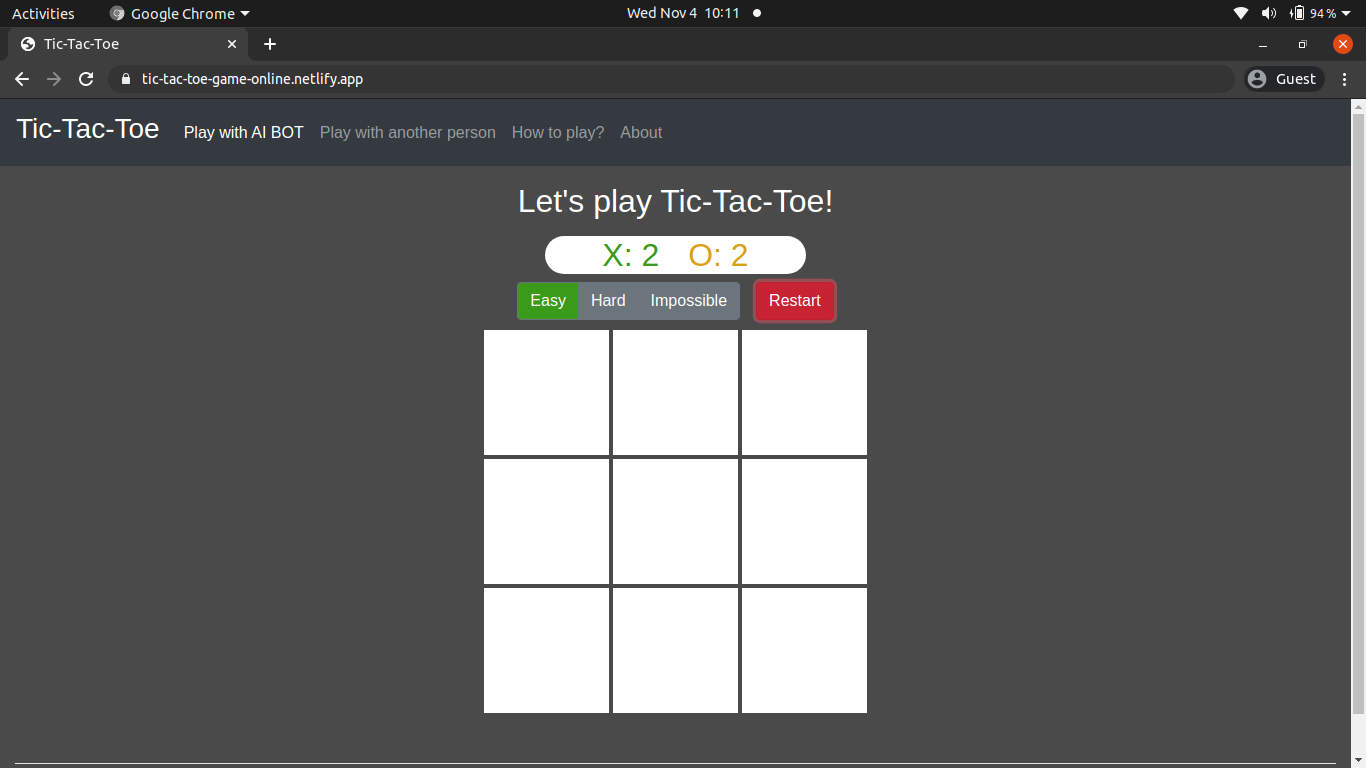 Activities Google Chrome Wed Nov 4 10:11 94 %
Tic-Tac-Toe
tic-tac-toe-game-online.netlify.app Guest
Tic-Tac-Toe Play with AI BOT Play with another person How to play? About
Let's play Tic-Tac-Toe!
X: 2 O: 2
Easy Hard Impossible Restart